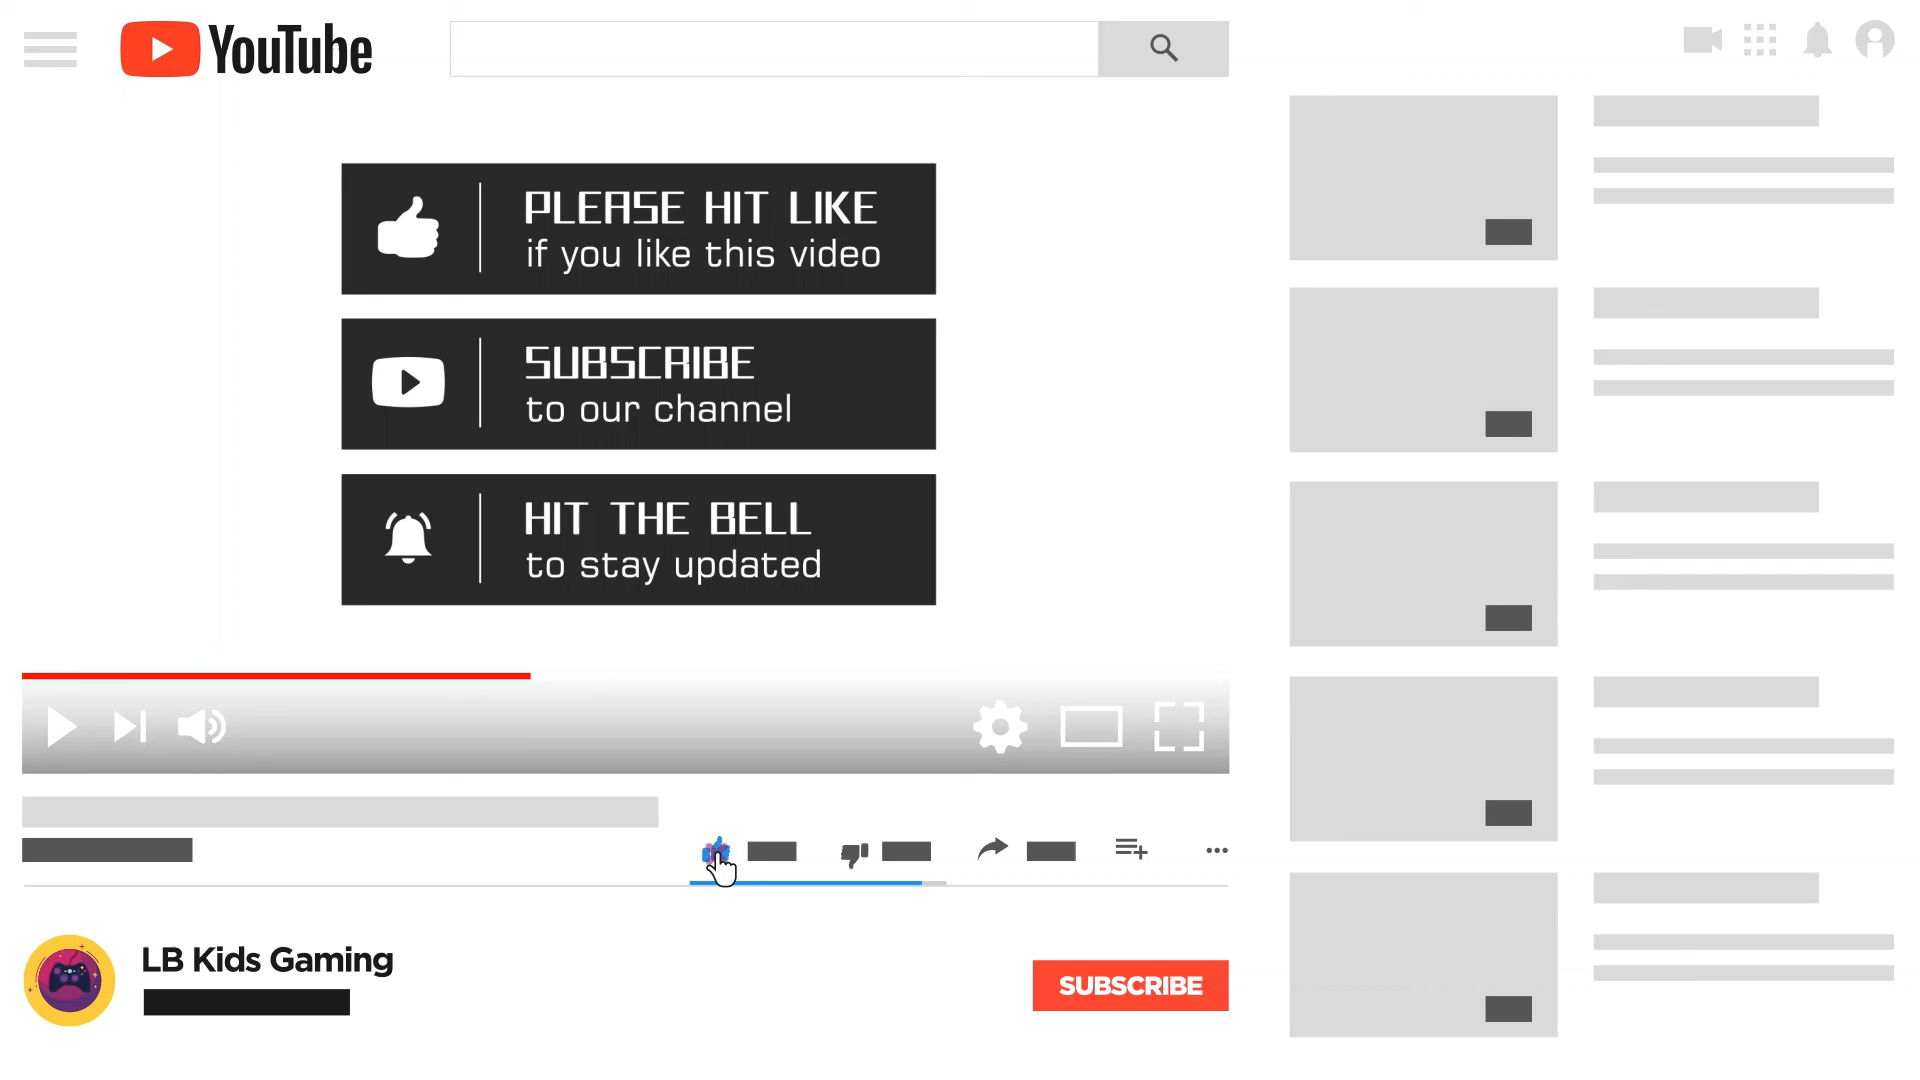 YouTube
PLEASE HIT LIKE
if you like this video
SUBSCRIBE
to our channel
HIT THE BELL
to stay updated
LB Kids Gaming
SUBSCRIBE